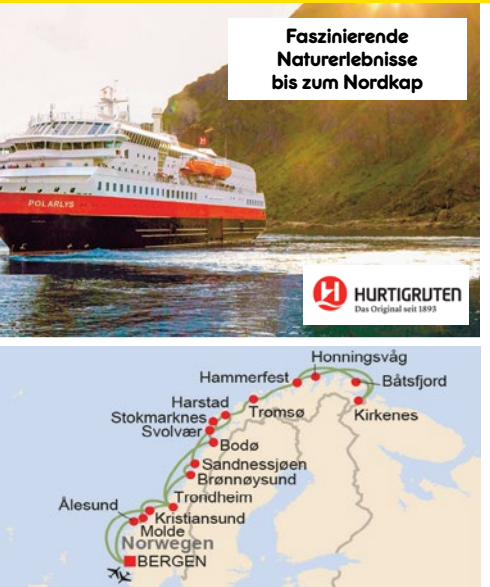 Faszinierende
Naturerlebnisse
bis zum Nordkap
POLARLYS
HURTIGRUTEN
Das Original seit 1893
Honningsvåg
Hammerfest
Båtsfjord
Harstad
Tromsø
Kirkenes
Stokmarknes
Svolvær
Bodø
Sandnessjøen
Brønnøysund
Trondheim
Ålesund
Kristiansund
Molde
Norwegen
BERGEN